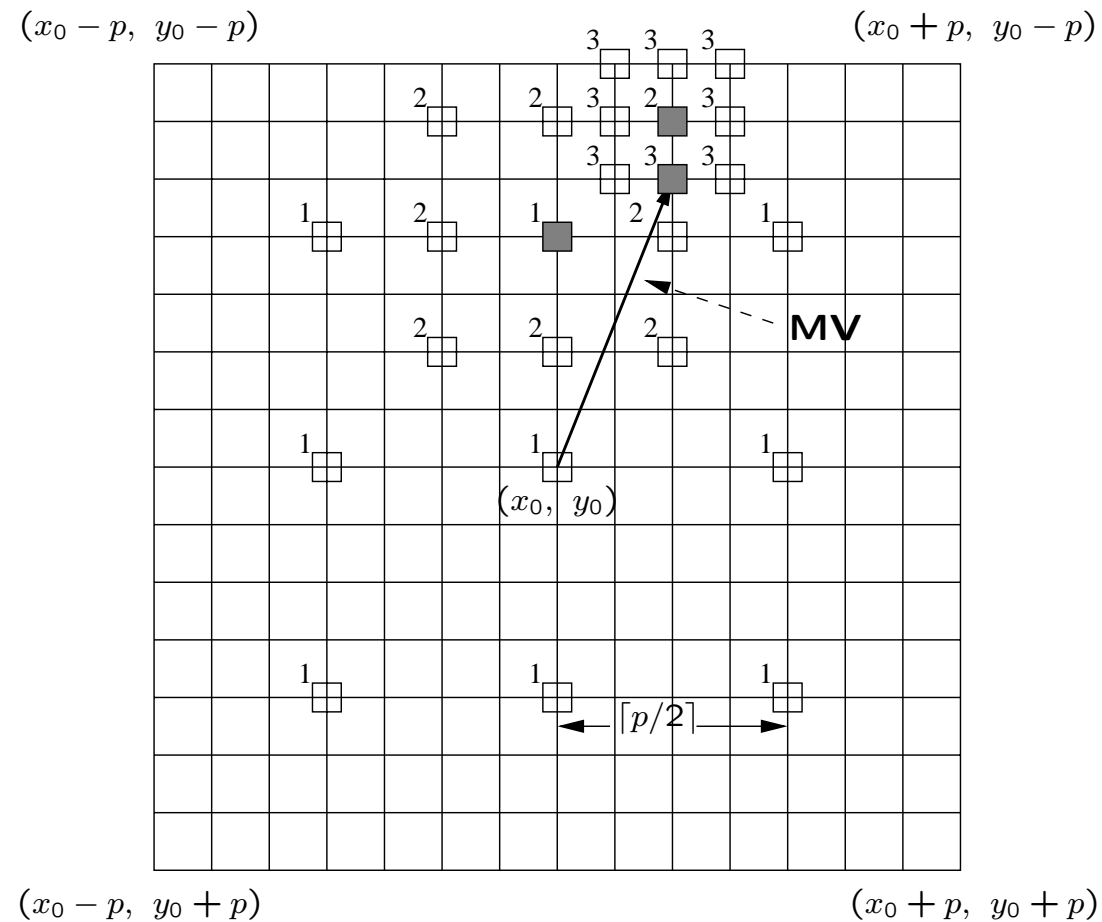 (x₀ − p, y₀ − p) (x₀ + p, y₀ − p)
3 3 3
2 2 3 2 3
3 3 3
1 2 1 2 1
MV
2 2 2
1 1 1
(x₀, y₀)
1 1 1
⌈p/2⌉
(x₀ − p, y₀ + p) (x₀ + p, y₀ + p)